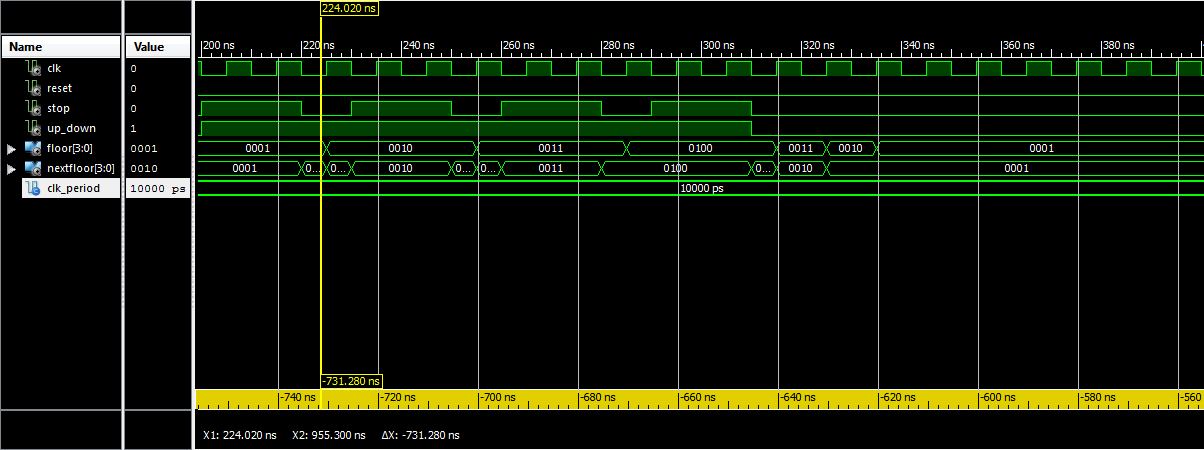 224.020 ns
Name Value 200 ns 220 ns 240 ns 260 ns 280 ns 300 ns 320 ns 340 ns 360 ns 380 ns
clk 0
reset 0
stop 0
up_down 1
floor[3:0] 0001 0001 0010 0011 0100 0011 0010 0001
nextfloor[3:0] 0010 0001 0... 0... 0010 0... 0... 0011 0100 0... 0010 0001
clk_period 10000 ps 10000 ps
-731.280 ns
-740 ns -720 ns -700 ns -680 ns -660 ns -640 ns -620 ns -600 ns -580 ns -560
X1: 224.020 ns X2: 955.300 ns ΔX: -731.280 ns